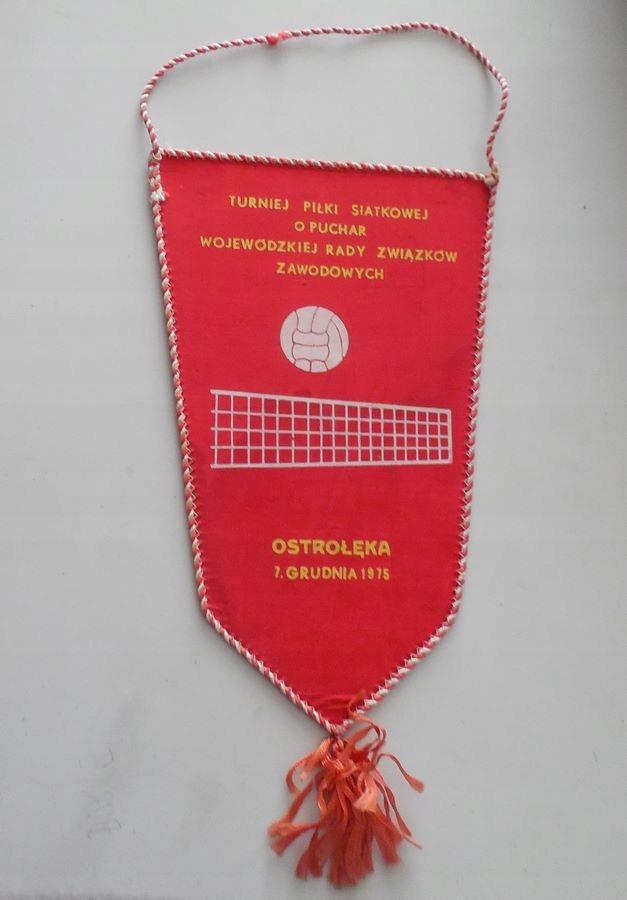 TURNIEJ PIŁKI SIATKOWEJ
O PUCHAR
WOJEWÓDZKIEJ RADY ZWIĄZKÓW
ZAWODOWYCH
OSTROŁĘKA
7. GRUDNIA 1975